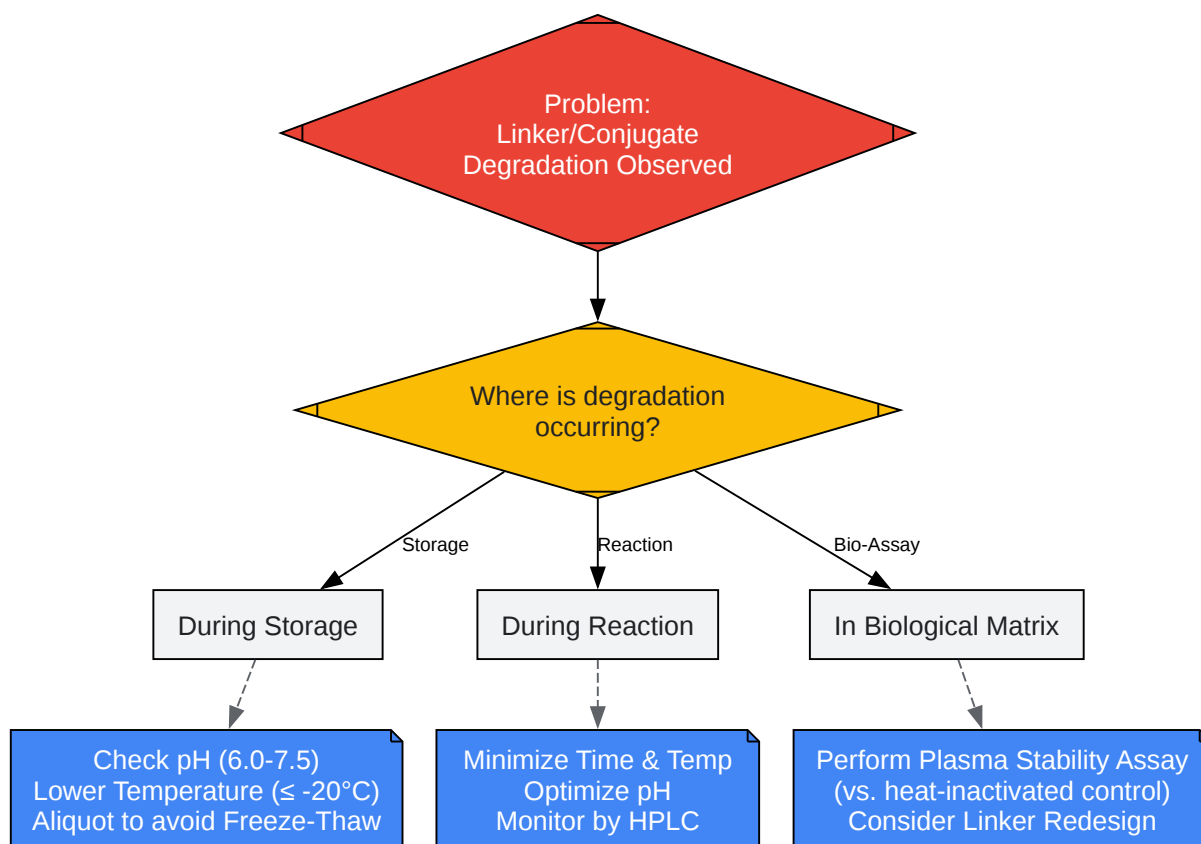 Problem:
Linker/Conjugate
Degradation Observed
Where is degradation
occurring?
Storage
Reaction
Bio-Assay
During Storage
During Reaction
In Biological Matrix
Check pH (6.0-7.5)
Lower Temperature (≤ -20°C)
Aliquot to avoid Freeze-Thaw
Minimize Time & Temp
Optimize pH
Monitor by HPLC
Perform Plasma Stability Assay
(vs. heat-inactivated control)
Consider Linker Redesign